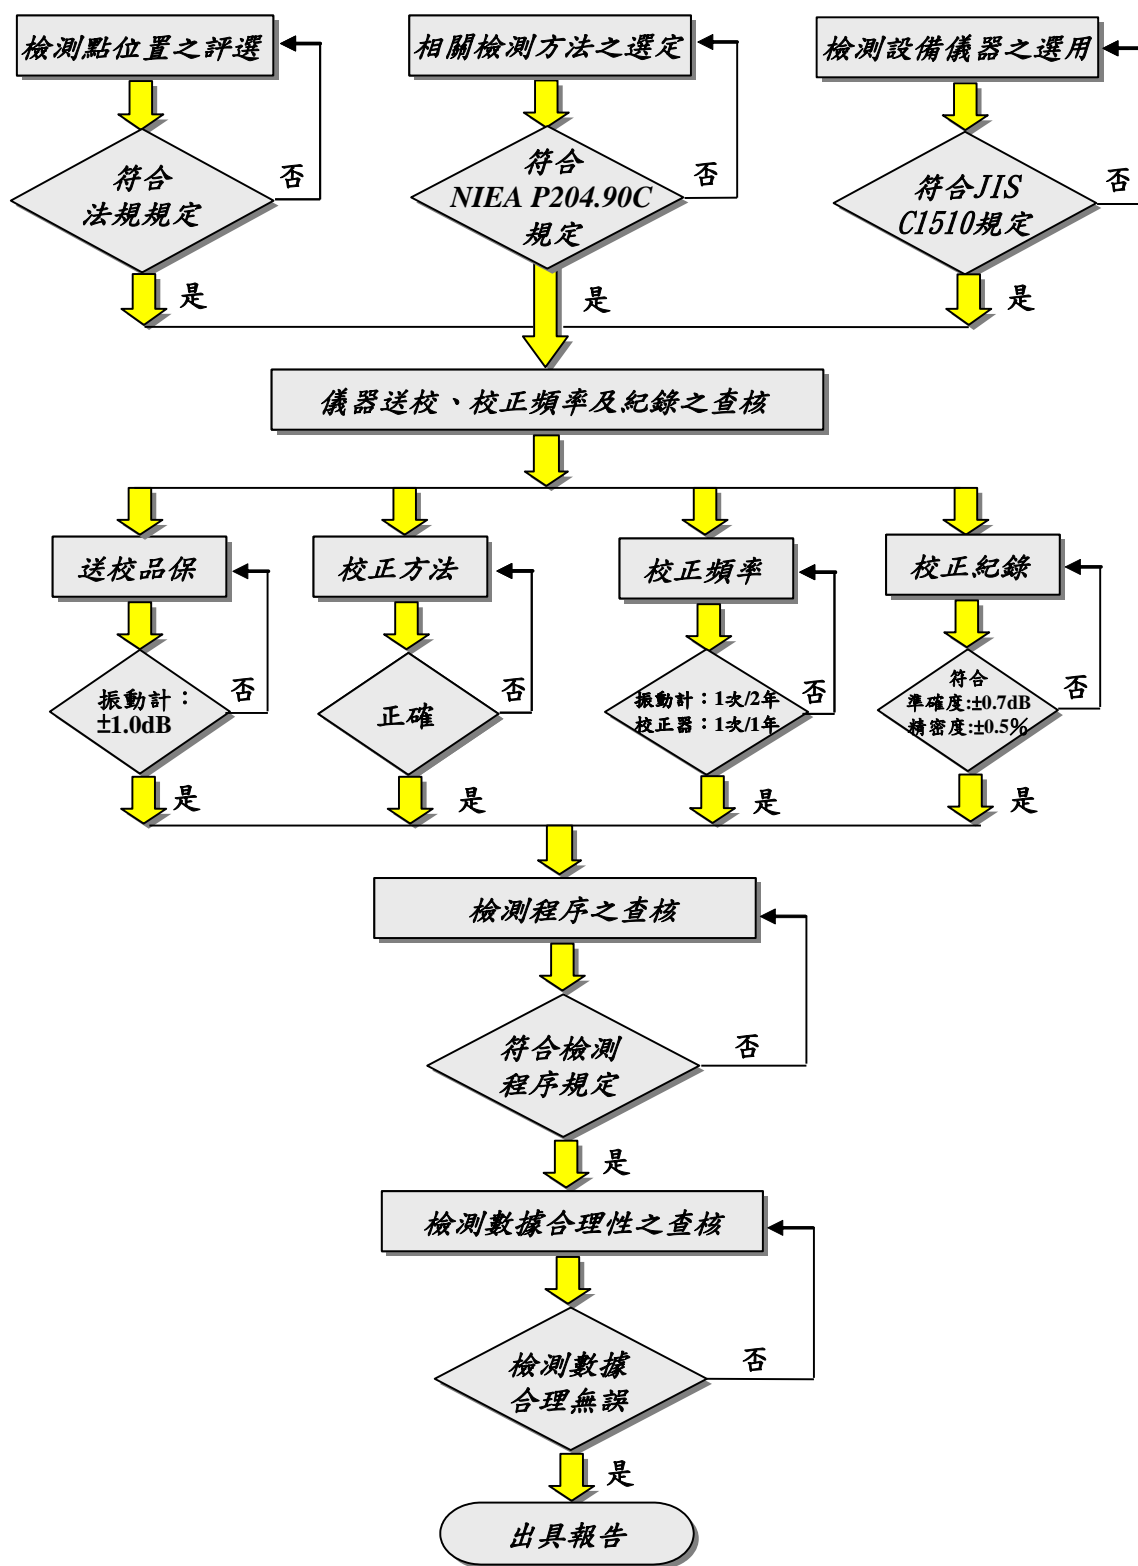 檢測點位置之評選
相關檢測方法之選定
檢測設備儀器之選用
符合
法規規定
否
符合
NIEA P204.90C
規定
否
符合JIS
C1510規定
否
是
是
是
儀器送校、校正頻率及紀錄之查核
送校品保
校正方法
校正頻率
校正紀錄
振動計：
±1.0dB
否
正確
否
振動計：1次/2年
校正器：1次/1年
否
符合
準確度:±0.7dB
精密度:±0.5%
否
是
是
是
是
檢測程序之查核
符合檢測
程序規定
否
是
檢測數據合理性之查核
檢測數據
合理無誤
否
是
出具報告